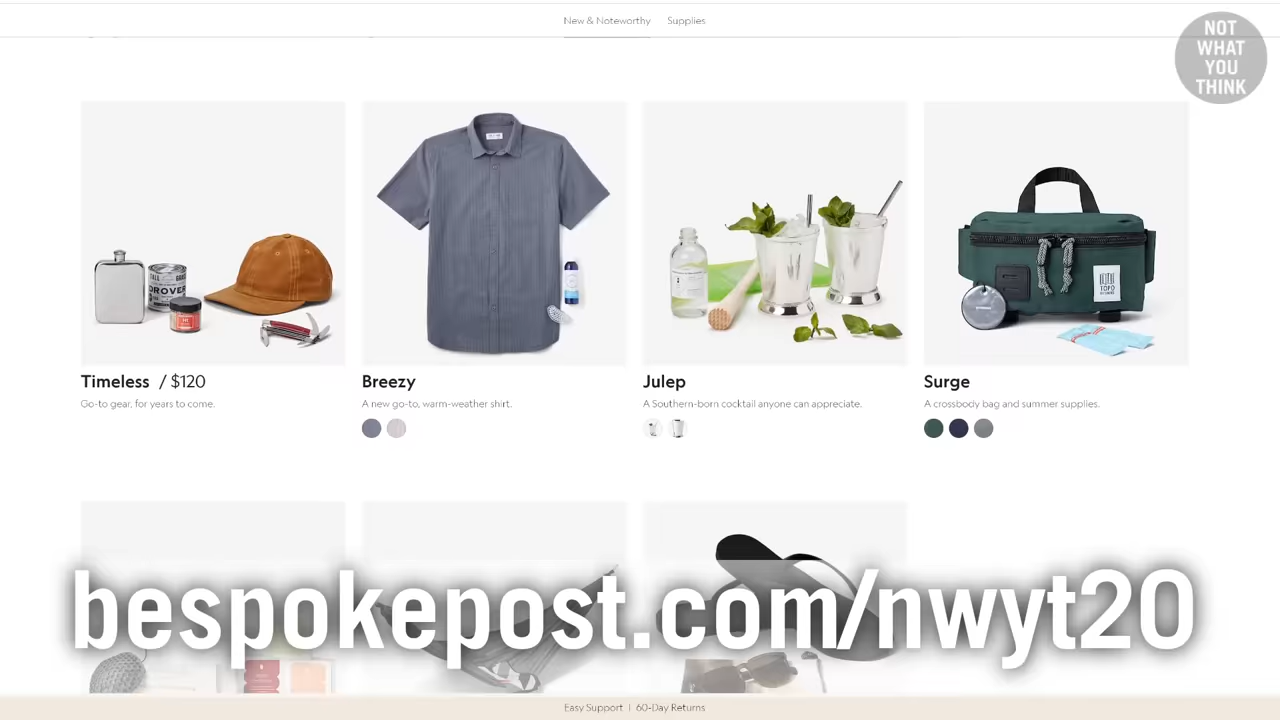 New & Noteworthy Supplies
NOT
WHAT
YOU
THINK
Timeless / $120
Go-to gear, for years to come.
Breezy
A new go-to, warm-weather shirt.
Julep
A Southern-born cocktail anyone can appreciate.
TOPO
Surge
A crossbody bag and summer supplies.
bespokepost.com/nwyt20
Easy Support | 60-Day Returns